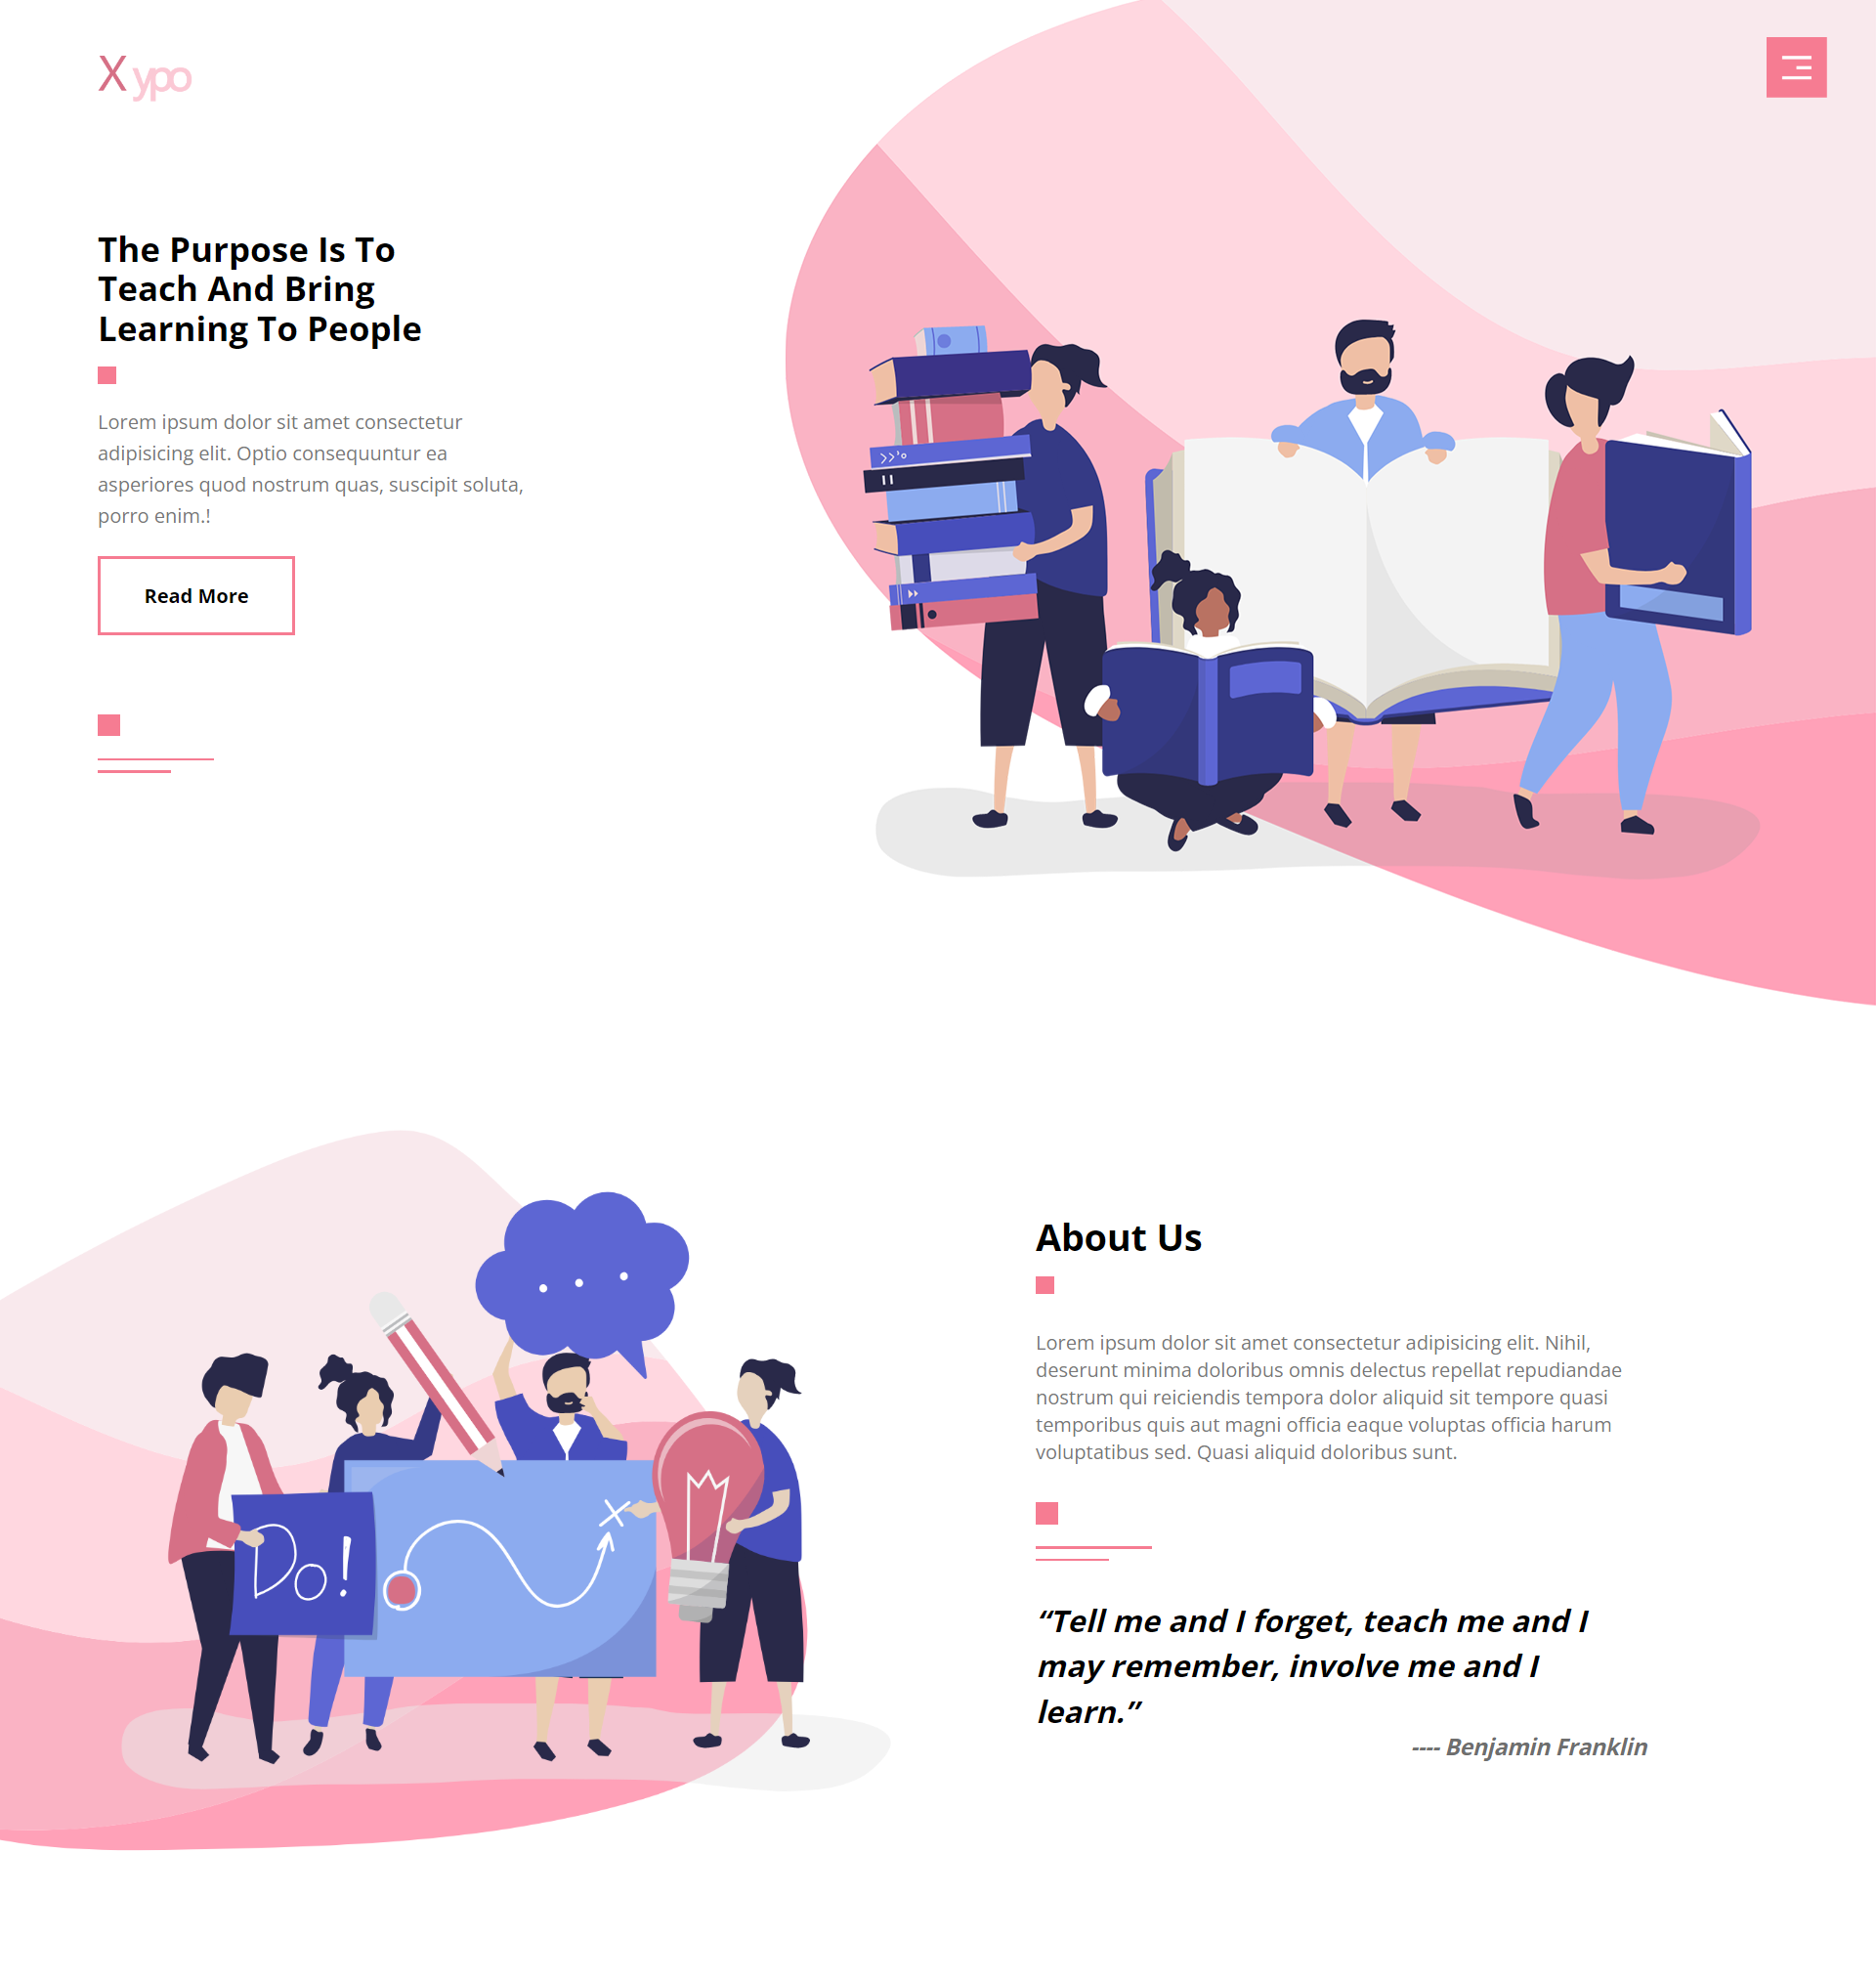 X ypo
The Purpose Is To
Teach And Bring
Learning To People
Lorem ipsum dolor sit amet consectetur
adipisicing elit. Optio consequuntur ea
asperiores quod nostrum quas, suscipit soluta,
porro enim.!
Read More
About Us
Lorem ipsum dolor sit amet consectetur adipisicing elit. Nihil,
deserunt minima doloribus omnis delectus repellat repudiandae
nostrum qui reiciendis tempora dolor aliquid sit tempore quasi
temporibus quis aut magni officia eaque voluptas officia harum
voluptatibus sed. Quasi aliquid doloribus sunt.
Do!
“Tell me and I forget, teach me and I
may remember, involve me and I
learn.”
---- Benjamin Franklin